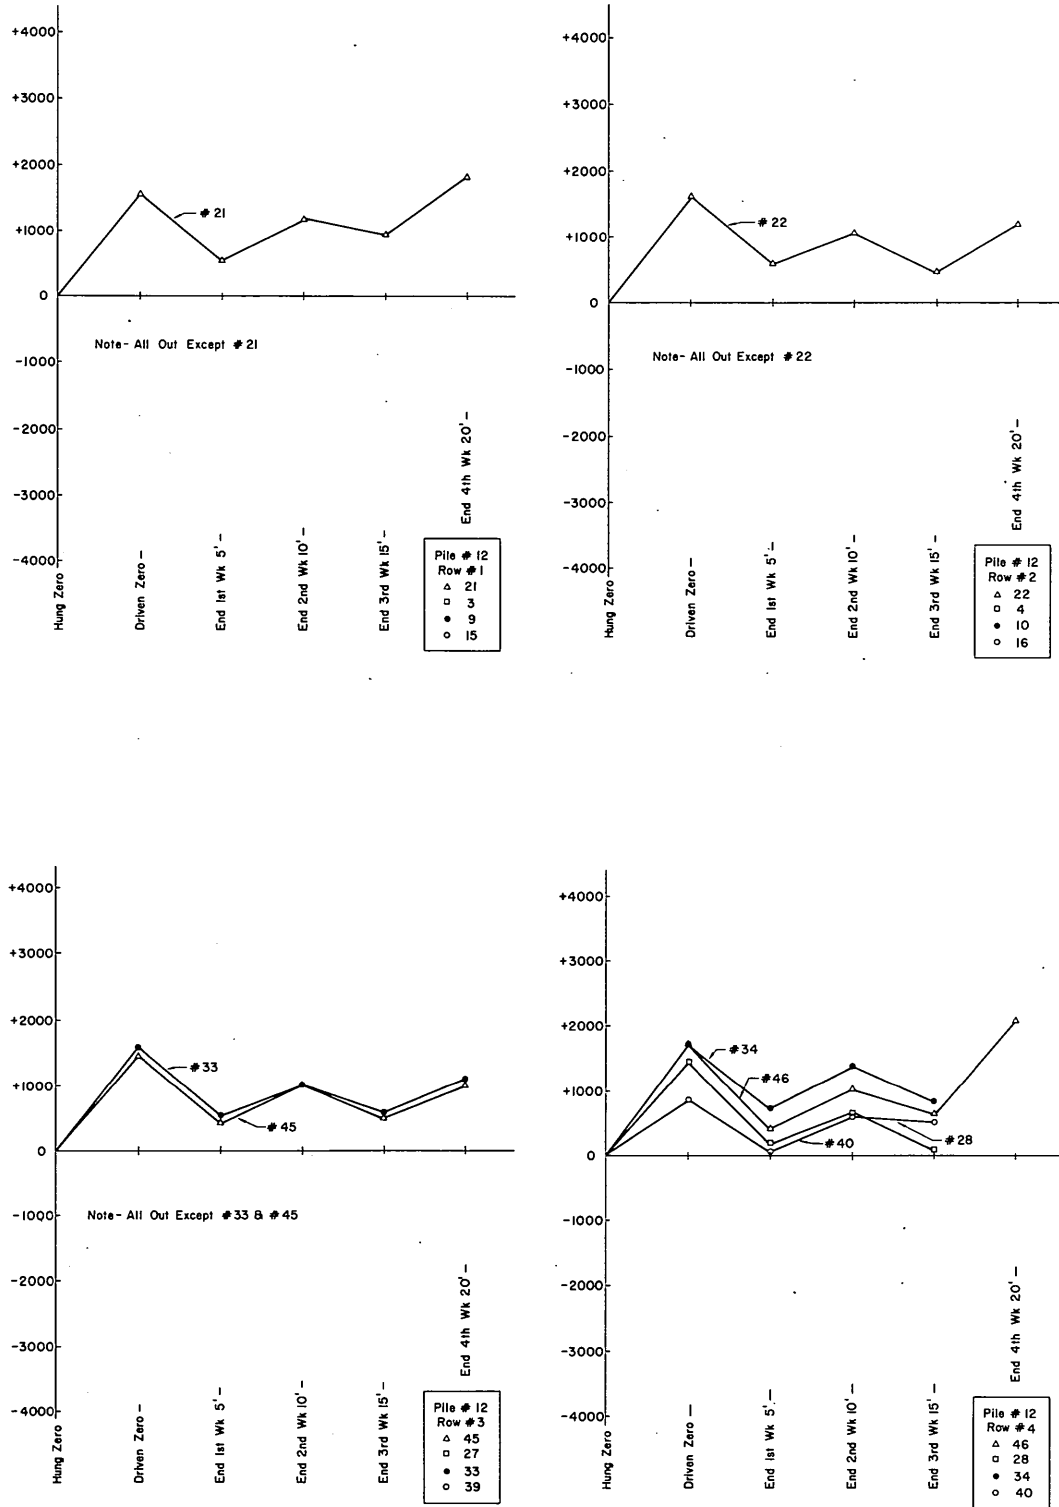 +4000
+3000
+2000
+1000
0
-1000
-2000
-3000
-4000
# 21
Note- All Out Except # 21
Hung Zero
Driven Zero —
End 1st Wk 5' —
End 2nd Wk 10' —
End 3rd Wk 15' —
End 4th Wk 20' —
Pile # 12
Row # 1
△ 21
□ 3
● 9
○ 15
+4000
+3000
+2000
+1000
0
-1000
-2000
-3000
-4000
# 22
Note- All Out Except # 22
Hung Zero
Driven Zero —
End 1st Wk 5' —
End 2nd Wk 10' —
End 3rd Wk 15' —
End 4th Wk 20' —
Pile # 12
Row # 2
△ 22
□ 4
● 10
○ 16
+4000
+3000
+2000
+1000
0
-1000
-2000
-3000
-4000
#33
#45
Note- All Out Except #33 & #45
Hung Zero
Driven Zero —
End 1st Wk 5' —
End 2nd Wk 10' —
End 3rd Wk 15' —
End 4th Wk 20' —
Pile # 12
Row # 3
△ 45
□ 27
● 33
○ 39
+4000
+3000
+2000
+1000
0
-1000
-2000
-3000
-4000
#34
#46
#40
#28
Hung Zero
Driven Zero —
End 1st Wk 5' —
End 2nd Wk 10' —
End 3rd Wk 15' —
End 4th Wk 20' —
Pile # 12
Row # 4
△ 46
□ 28
● 34
○ 40